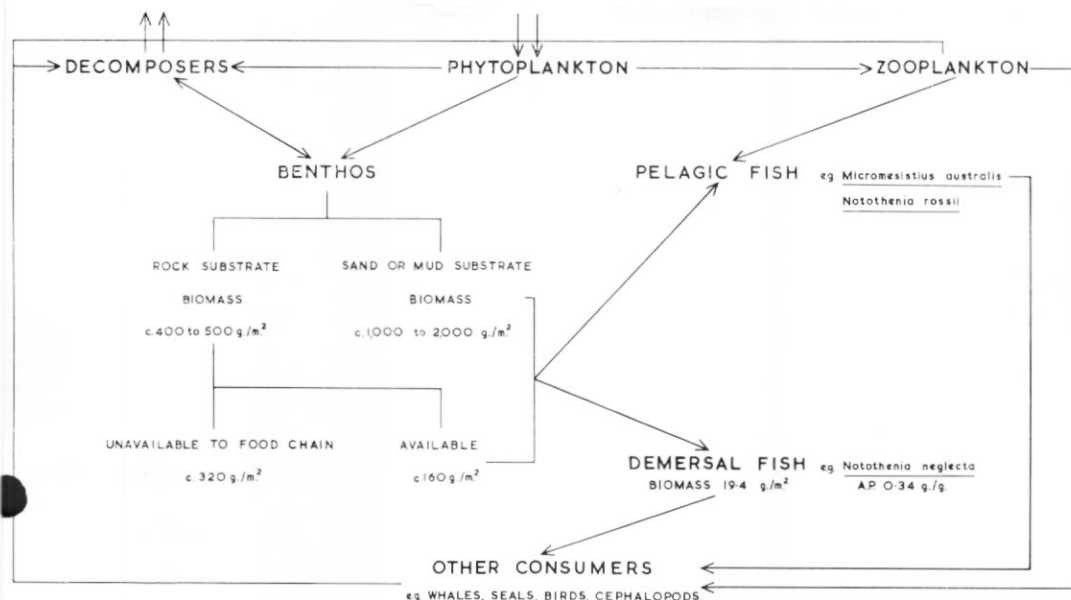 DECOMPOSERS PHYTOPLANKTON ZOOPLANKTON
BENTHOS
PELAGIC FISH eg. Micromesistius australis
Notothenia rossii
ROCK SUBSTRATE SAND OR MUD SUBSTRATE
BIOMASS BIOMASS
c.400 to 500 g./m.² c.1,000 to 2,000 g./m.²
UNAVAILABLE TO FOOD CHAIN AVAILABLE
c. 320 g./m.² c.160 g./m.²
DEMERSAL FISH eg. Notothenia neglecta
BIOMASS 19·4 g./m.² A.P. 0·34 g./g.
OTHER CONSUMERS
eg. WHALES, SEALS, BIRDS, CEPHALOPODS